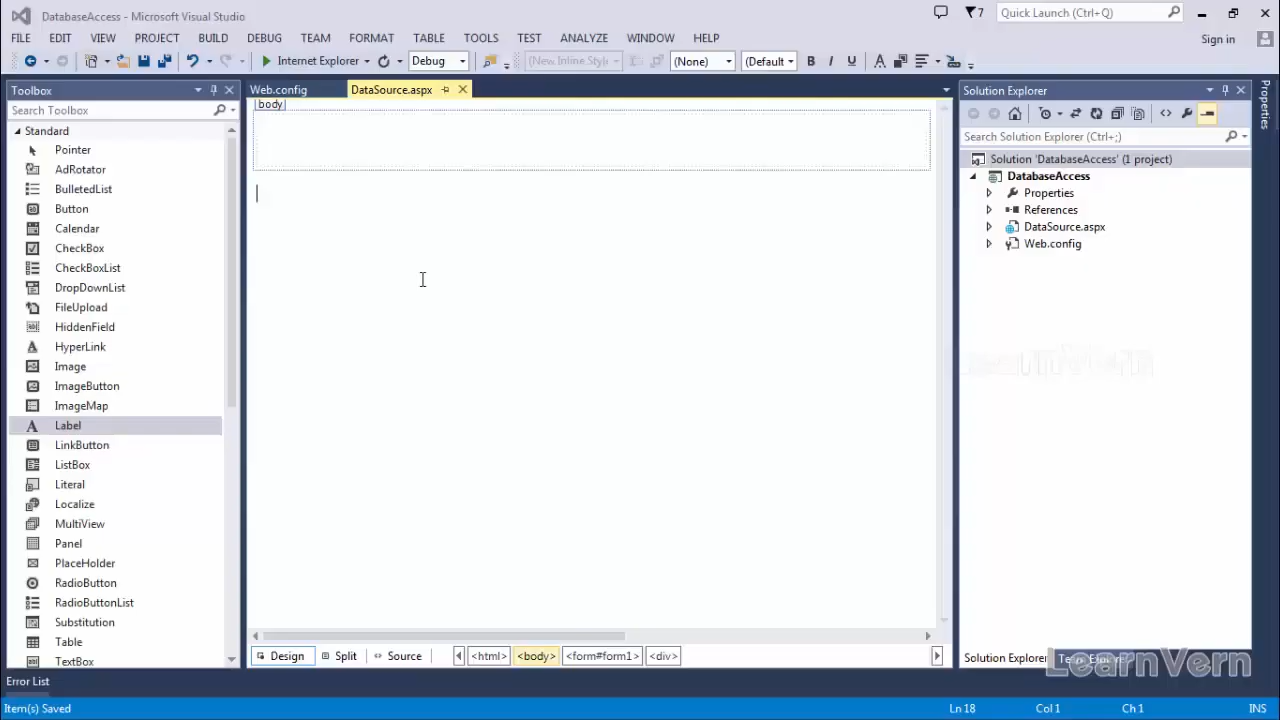 DatabaseAccess - Microsoft Visual Studio
7
Quick Launch (Ctrl+Q)
FILE EDIT VIEW PROJECT BUILD DEBUG TEAM FORMAT TABLE TOOLS TEST ANALYZE WINDOW HELP
Sign in
Internet Explorer
Debug
(New Inline Style
(None)
(Default
B I U A
Toolbox
Search Toolbox
Standard
Pointer
AdRotator
BulletedList
Button
Calendar
CheckBox
CheckBoxList
DropDownList
FileUpload
HiddenField
HyperLink
Image
ImageButton
ImageMap
Label
LinkButton
ListBox
Literal
Localize
MultiView
Panel
PlaceHolder
RadioButton
RadioButtonList
Substitution
Table
TextBox
Web.config
DataSource.aspx
body
Design
Split
Source
<html>
<body>
<form#form1>
<div>
Solution Explorer
Search Solution Explorer (Ctrl+;)
Solution 'DatabaseAccess' (1 project)
DatabaseAccess
Properties
References
DataSource.aspx
Web.config
Solution Explorer
LearnVern
Properties
Error List
Item(s) Saved
Ln 18
Col 1
Ch 1
INS